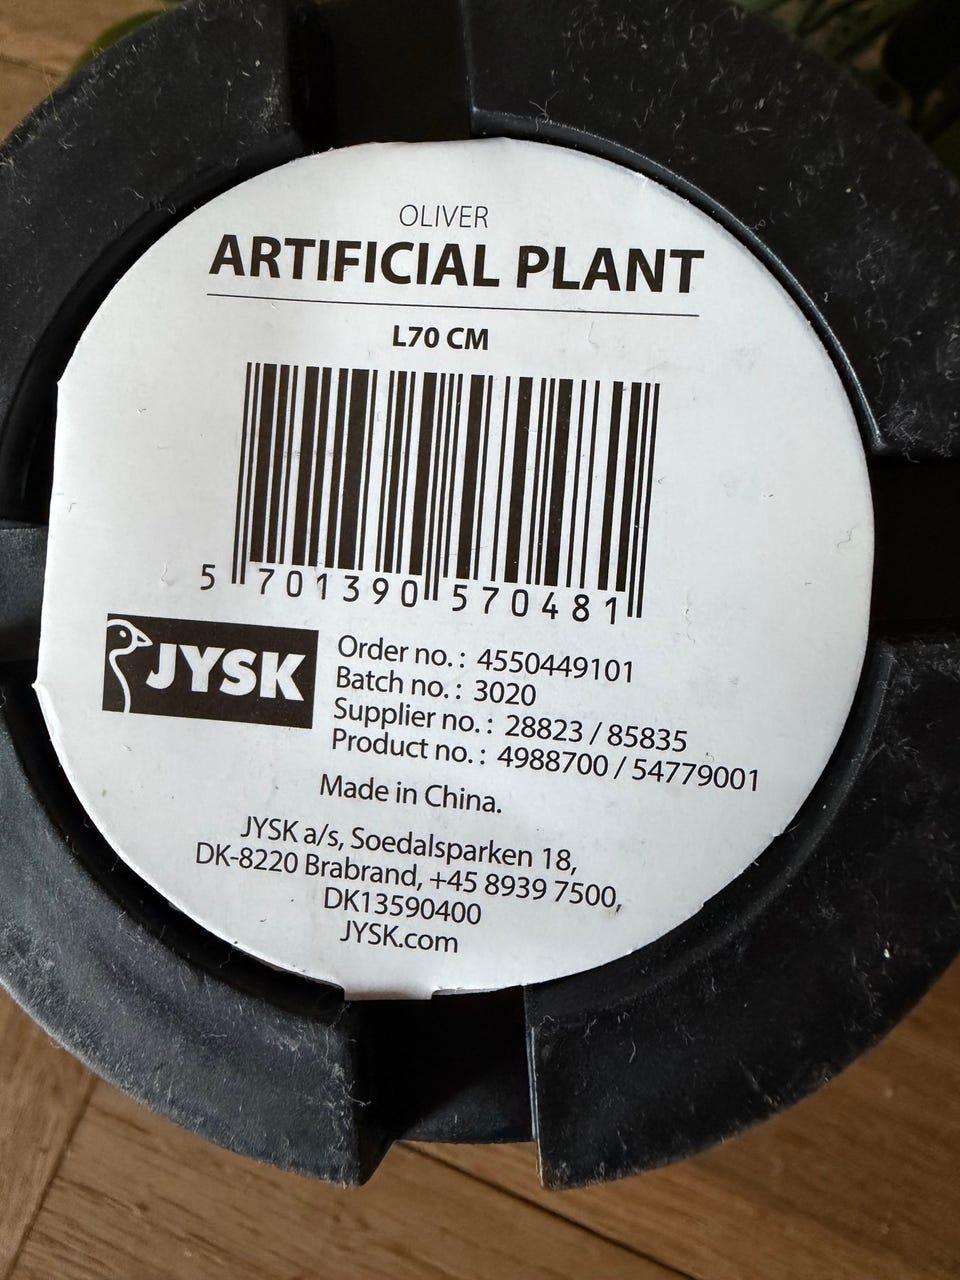 OLIVER
ARTIFICIAL PLANT
L70 CM
5 701390 570481
JYSK
Order no.: 4550449101
Batch no.: 3020
Supplier no.: 28823 / 85835
Product no.: 4988700 / 54779001
Made in China.
JYSK a/s, Soedalsparken 18,
DK-8220 Brabrand, +45 8939 7500,
DK13590400
JYSK.com